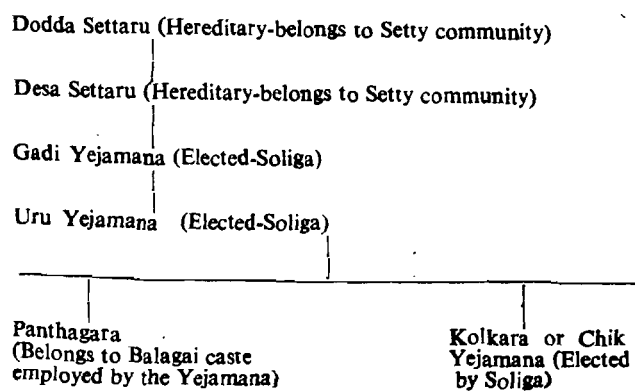 Dodda Settaru (Hereditary-belongs to Setty community)
Desa Settaru (Hereditary-belongs to Setty community)
Gadi Yejamana (Elected-Soliga)
Uru Yejamana (Elected-Soliga)
Panthagara
(Belongs to Balagai caste
employed by the Yejamana)
Kolkara or Chik
Yejamana (Elected
by Soliga)